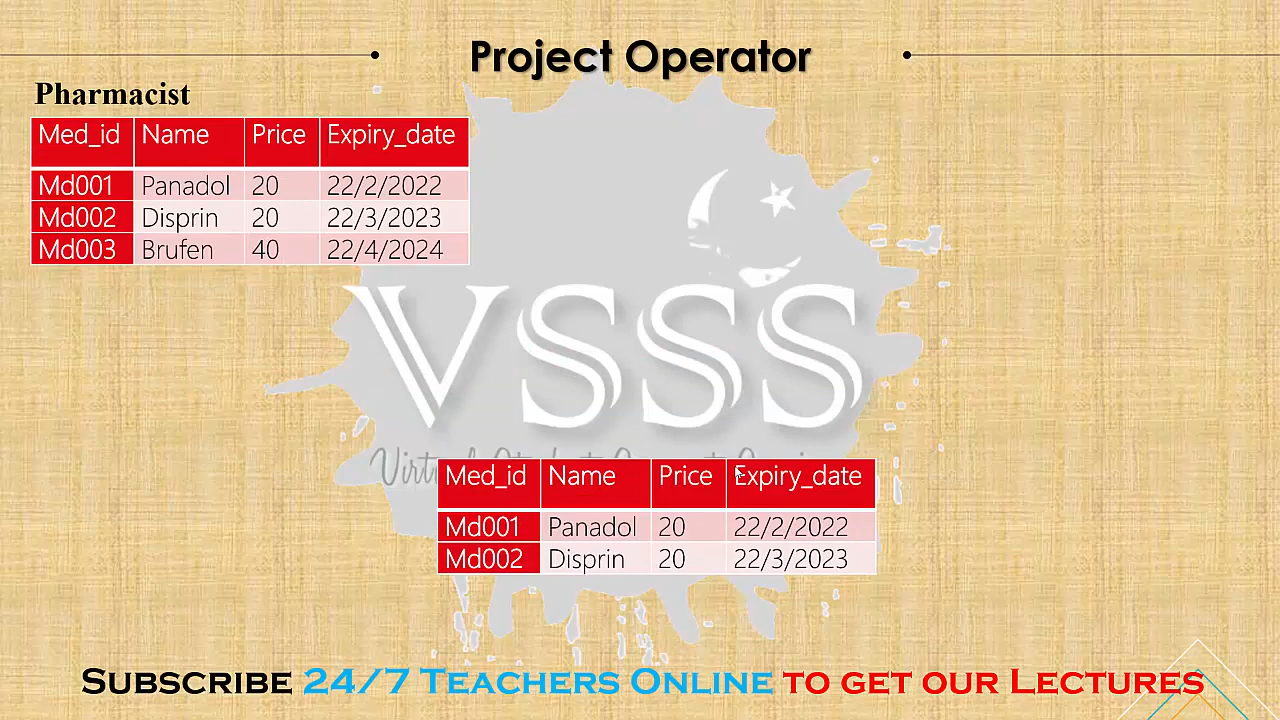 Project Operator
Pharmacist
Med_id Name Price Expiry_date
Md001 Panadol 20 22/2/2022
Md002 Disprin 20 22/3/2023
Md003 Brufen 40 22/4/2024
VSSS
Med_id Name Price Expiry_date
Md001 Panadol 20 22/2/2022
Md002 Disprin 20 22/3/2023
SUBSCRIBE 24/7 TEACHERS ONLINE TO GET OUR LECTURES